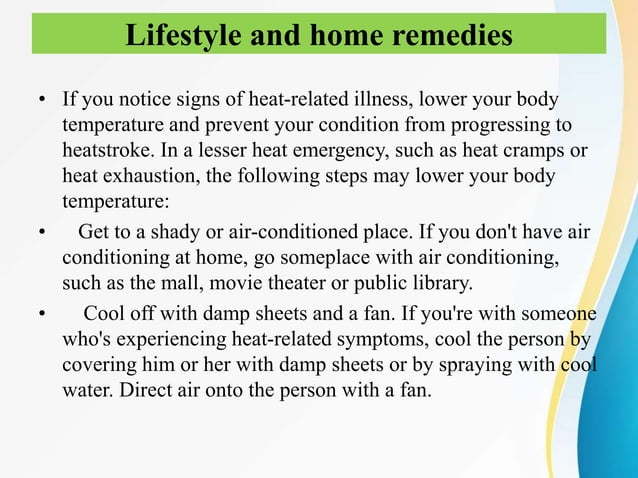 Lifestyle and home remedies
• If you notice signs of heat-related illness, lower your body
temperature and prevent your condition from progressing to
heatstroke. In a lesser heat emergency, such as heat cramps or
heat exhaustion, the following steps may lower your body
temperature:
• Get to a shady or air-conditioned place. If you don't have air
conditioning at home, go someplace with air conditioning,
such as the mall, movie theater or public library.
• Cool off with damp sheets and a fan. If you're with someone
who's experiencing heat-related symptoms, cool the person by
covering him or her with damp sheets or by spraying with cool
water. Direct air onto the person with a fan.